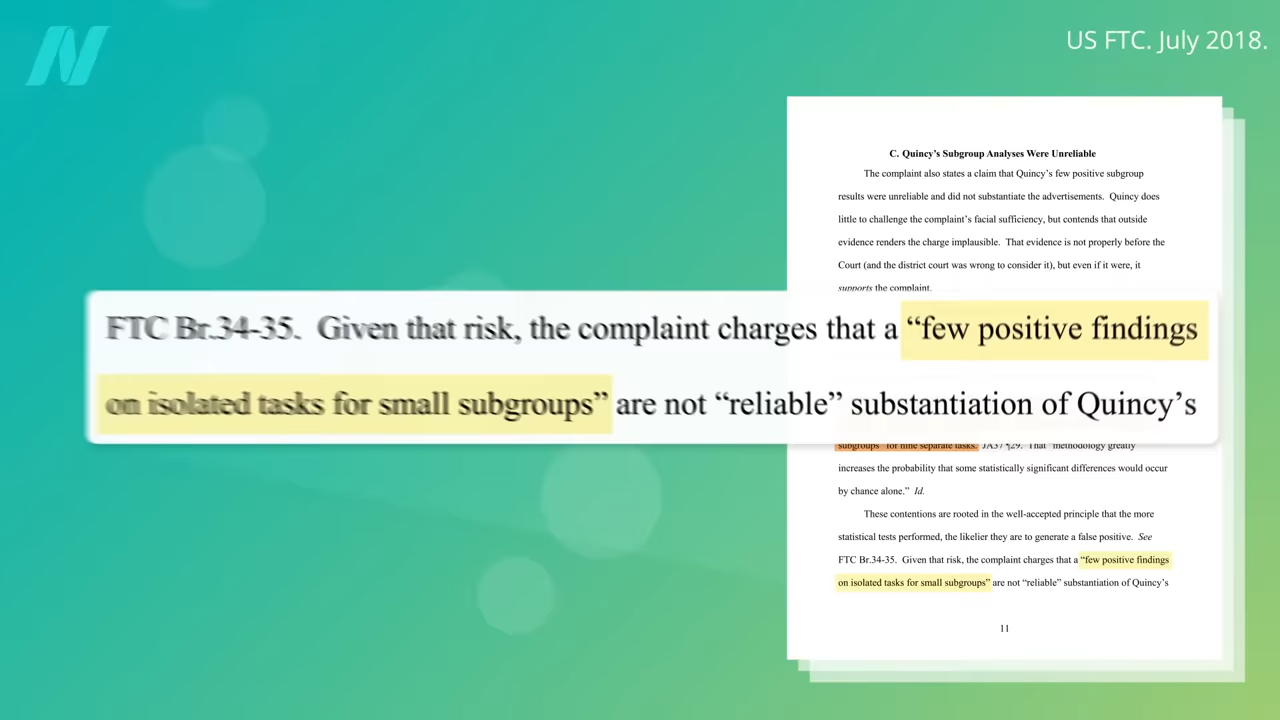 US FTC. July 2018.
C. Quincy's Subgroup Analyses Were Unreliable
The complaint also states a claim that Quincy's few positive subgroup
results were unreliable and did not substantiate the advertisements. Quincy does
little to challenge the complaint's facial sufficiency, but contends that outside
evidence renders the charge implausible. That evidence is not properly before the
Court (and the district court was wrong to consider it), but even if it were, it
supports the complaint.
FTC Br.34-35. Given that risk, the complaint charges that a “few positive findings
on isolated tasks for small subgroups” are not “reliable” substantiation of Quincy’s
subgroups” for nine separate tasks. JA37 ¶29. That “methodology greatly
increases the probability that some statistically significant differences would occur
by chance alone.” Id.
These contentions are rooted in the well-accepted principle that the more
statistical tests performed, the likelier they are to generate a false positive. See
FTC Br.34-35. Given that risk, the complaint charges that a “few positive findings
on isolated tasks for small subgroups” are not “reliable” substantiation of Quincy’s
11